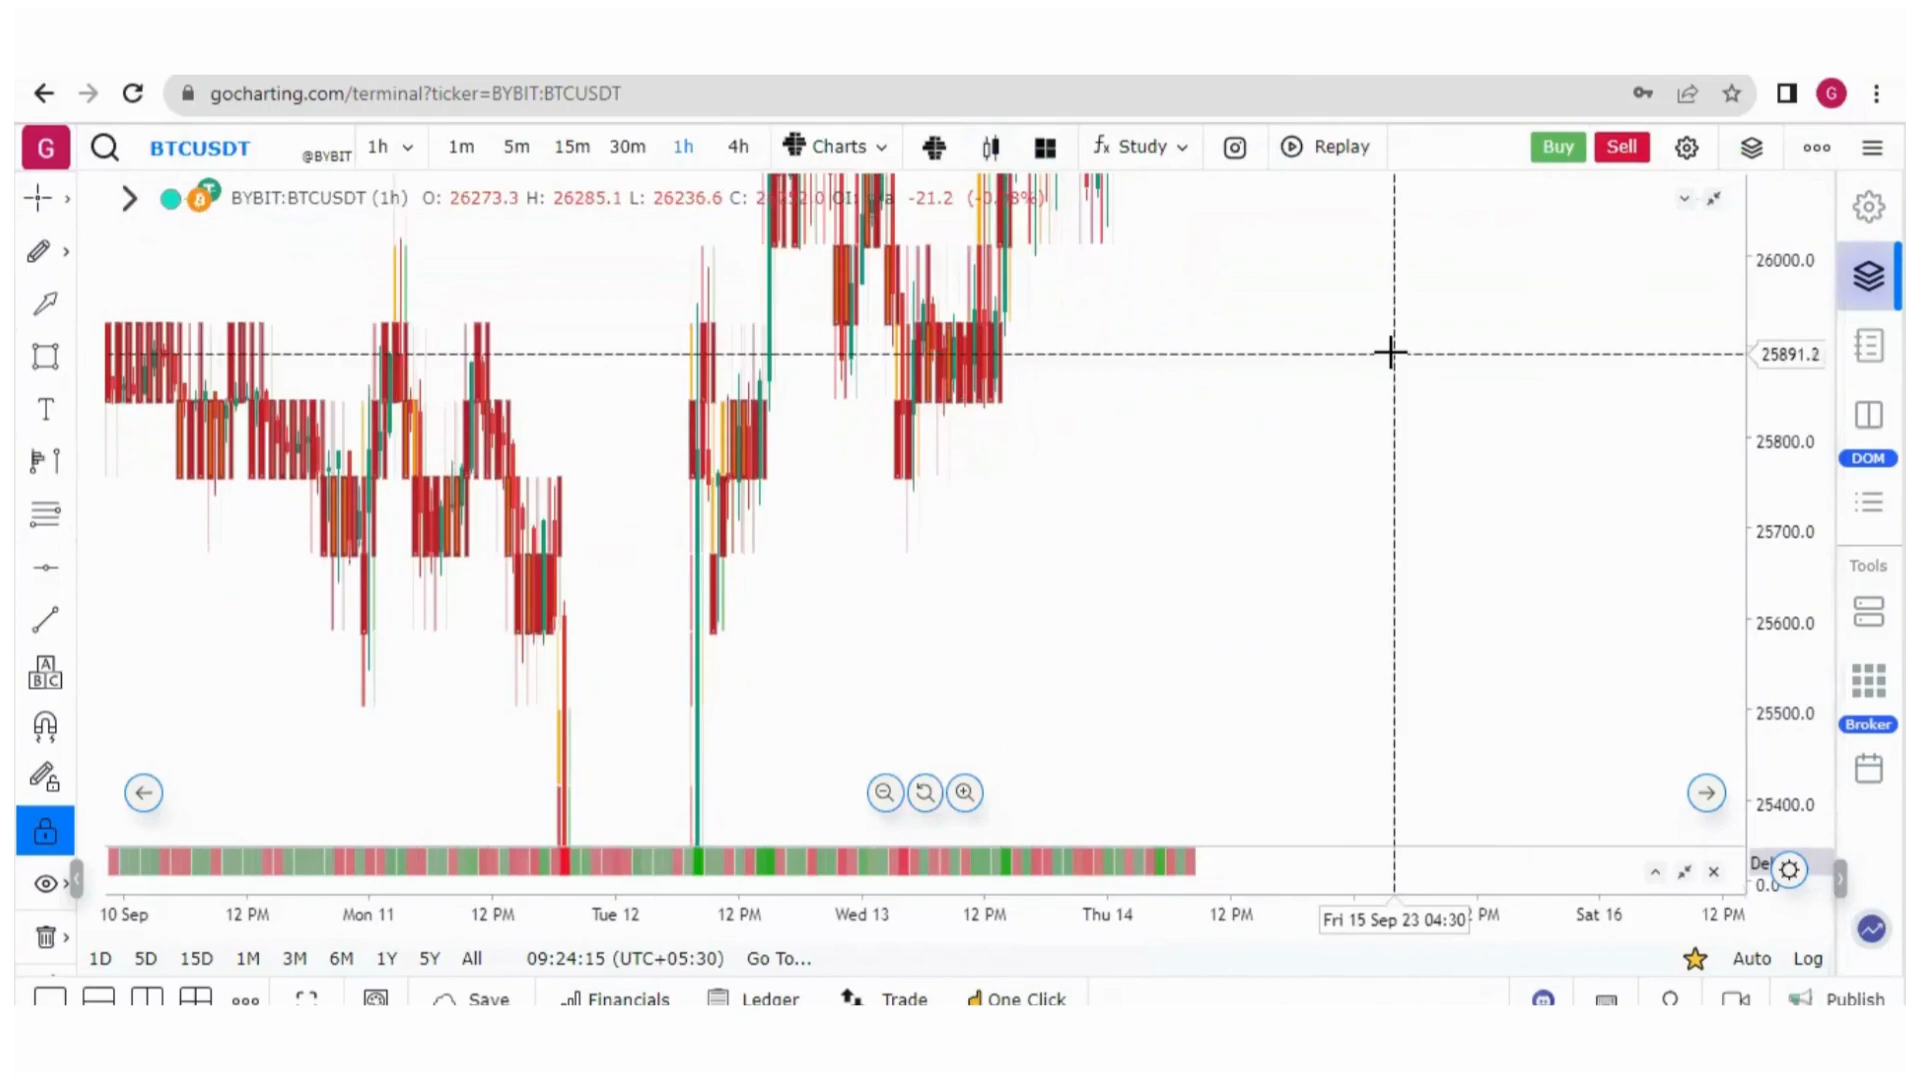 gocharting.com/terminal?ticker=BYBIT:BTCUSDT
G
G BTCUSDT @BYBIT 1h 1m 5m 15m 30m 1h 4h Charts fx Study Replay Buy Sell
BYBIT:BTCUSDT (1h) O: 26273.3 H: 26285.1 L: 26236.6 C: -21.2
26000.0
25891.2
25800.0
25700.0
25600.0
25500.0
25400.0
0.0
T
A
B C
DOM
Tools
Broker
10 Sep 12 PM Mon 11 12 PM Tue 12 12 PM Wed 13 12 PM Thu 14 12 PM Fri 15 Sep 23 04:30 PM Sat 16 12 PM
1D 5D 15D 1M 3M 6M 1Y 5Y All 09:24:15 (UTC+05:30) Go To... Auto Log
Save Financials Ledger Trade One Click Publish